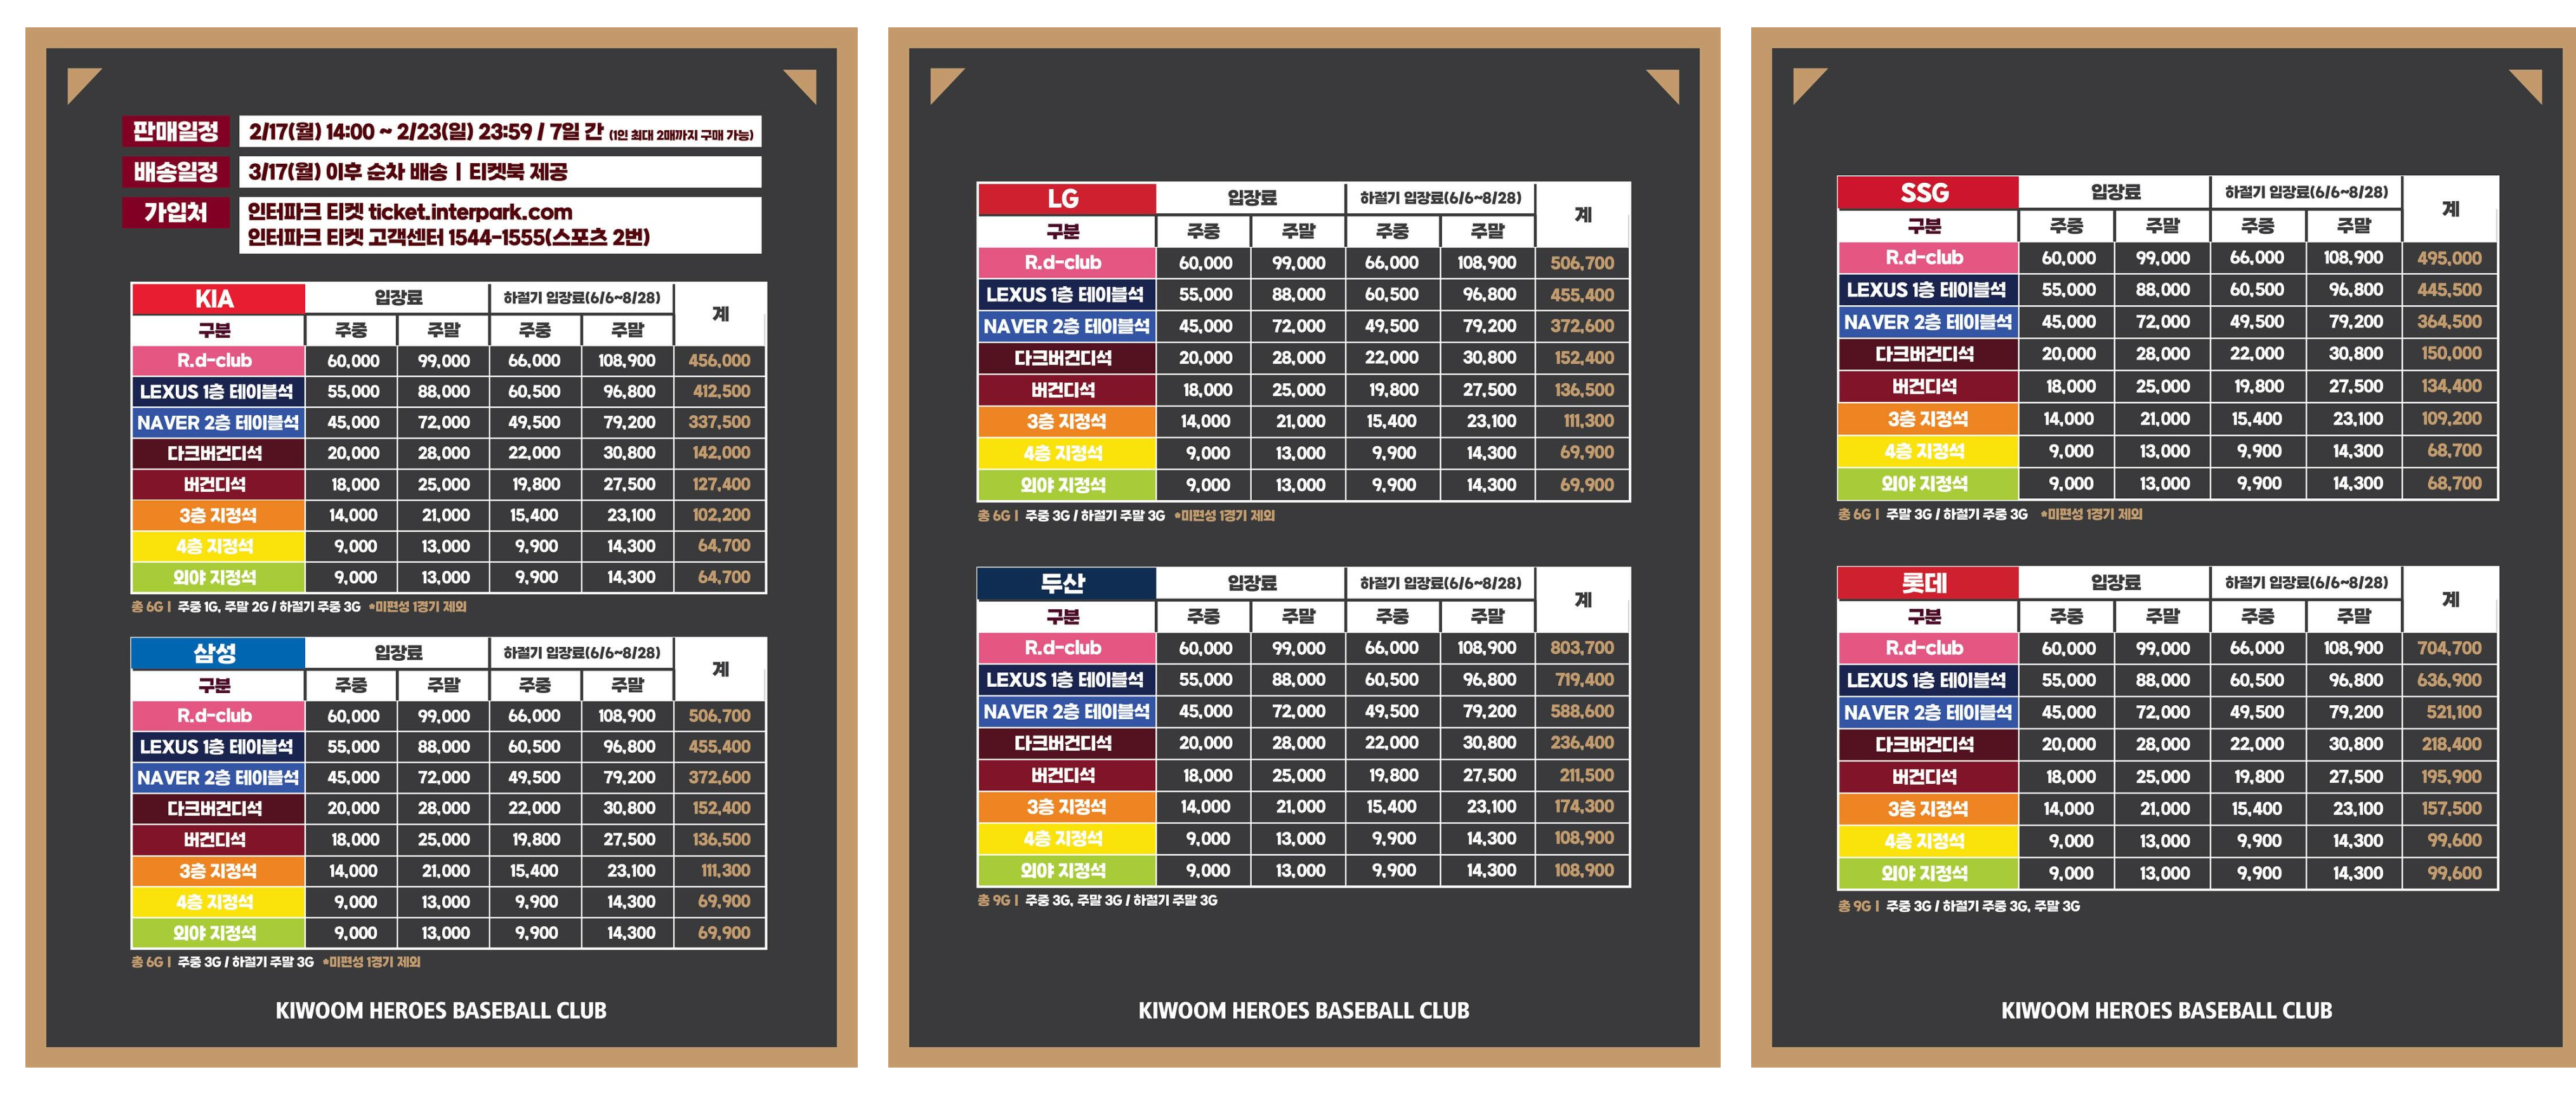 판매일정 2/17(월) 14:00 ~ 2/23(일) 23:59 / 7일 간 (1인 최대 2매까지 구매 가능)
배송일정 3/17(월) 이후 순차 배송 | 티켓북 제공
가입처 인터파크 티켓 ticket.interpark.com
인터파크 티켓 고객센터 1544-1555(스포츠 2번)
KIA 입장료 하절기 입장료(6/6~8/28) 계
구분 주중 주말 주중 주말
R.d-club 60,000 99,000 66,000 108,900 456,000
LEXUS 1층 테이블석 55,000 88,000 60,500 96,800 412,500
NAVER 2층 테이블석 45,000 72,000 49,500 79,200 337,500
다크버건디석 20,000 28,000 22,000 30,800 142,000
버건디석 18,000 25,000 19,800 27,500 127,400
3층 지정석 14,000 21,000 15,400 23,100 102,200
4층 지정석 9,000 13,000 9,900 14,300 64,700
외야 지정석 9,000 13,000 9,900 14,300 64,700
총 6G | 주중 1G, 주말 2G / 하절기 주중 3G *미편성 1경기 제외
삼성 입장료 하절기 입장료(6/6~8/28) 계
구분 주중 주말 주중 주말
R.d-club 60,000 99,000 66,000 108,900 506,700
LEXUS 1층 테이블석 55,000 88,000 60,500 96,800 455,400
NAVER 2층 테이블석 45,000 72,000 49,500 79,200 372,600
다크버건디석 20,000 28,000 22,000 30,800 152,400
버건디석 18,000 25,000 19,800 27,500 136,500
3층 지정석 14,000 21,000 15,400 23,100 111,300
4층 지정석 9,000 13,000 9,900 14,300 69,900
외야 지정석 9,000 13,000 9,900 14,300 69,900
총 6G | 주중 3G / 하절기 주말 3G *미편성 1경기 제외
KIWOOM HEROES BASEBALL CLUB
LG 입장료 하절기 입장료(6/6~8/28) 계
구분 주중 주말 주중 주말
R.d-club 60,000 99,000 66,000 108,900 506,700
LEXUS 1층 테이블석 55,000 88,000 60,500 96,800 455,400
NAVER 2층 테이블석 45,000 72,000 49,500 79,200 372,600
다크버건디석 20,000 28,000 22,000 30,800 152,400
버건디석 18,000 25,000 19,800 27,500 136,500
3층 지정석 14,000 21,000 15,400 23,100 111,300
4층 지정석 9,000 13,000 9,900 14,300 69,900
외야 지정석 9,000 13,000 9,900 14,300 69,900
총 6G | 주중 3G / 하절기 주말 3G *미편성 1경기 제외
두산 입장료 하절기 입장료(6/6~8/28) 계
구분 주중 주말 주중 주말
R.d-club 60,000 99,000 66,000 108,900 803,700
LEXUS 1층 테이블석 55,000 88,000 60,500 96,800 719,400
NAVER 2층 테이블석 45,000 72,000 49,500 79,200 588,600
다크버건디석 20,000 28,000 22,000 30,800 236,400
버건디석 18,000 25,000 19,800 27,500 211,500
3층 지정석 14,000 21,000 15,400 23,100 174,300
4층 지정석 9,000 13,000 9,900 14,300 108,900
외야 지정석 9,000 13,000 9,900 14,300 108,900
총 9G | 주중 3G, 주말 3G / 하절기 주말 3G
KIWOOM HEROES BASEBALL CLUB
SSG 입장료 하절기 입장료(6/6~8/28) 계
구분 주중 주말 주중 주말
R.d-club 60,000 99,000 66,000 108,900 495,000
LEXUS 1층 테이블석 55,000 88,000 60,500 96,800 445,500
NAVER 2층 테이블석 45,000 72,000 49,500 79,200 364,500
다크버건디석 20,000 28,000 22,000 30,800 150,000
버건디석 18,000 25,000 19,800 27,500 134,400
3층 지정석 14,000 21,000 15,400 23,100 109,200
4층 지정석 9,000 13,000 9,900 14,300 68,700
외야 지정석 9,000 13,000 9,900 14,300 68,700
총 6G | 주말 3G / 하절기 주중 3G *미편성 1경기 제외
롯데 입장료 하절기 입장료(6/6~8/28) 계
구분 주중 주말 주중 주말
R.d-club 60,000 99,000 66,000 108,900 704,700
LEXUS 1층 테이블석 55,000 88,000 60,500 96,800 636,900
NAVER 2층 테이블석 45,000 72,000 49,500 79,200 521,100
다크버건디석 20,000 28,000 22,000 30,800 218,400
버건디석 18,000 25,000 19,800 27,500 195,900
3층 지정석 14,000 21,000 15,400 23,100 157,500
4층 지정석 9,000 13,000 9,900 14,300 99,600
외야 지정석 9,000 13,000 9,900 14,300 99,600
총 9G | 주중 3G / 하절기 주중 3G, 주말 3G
KIWOOM HEROES BASEBALL CLUB